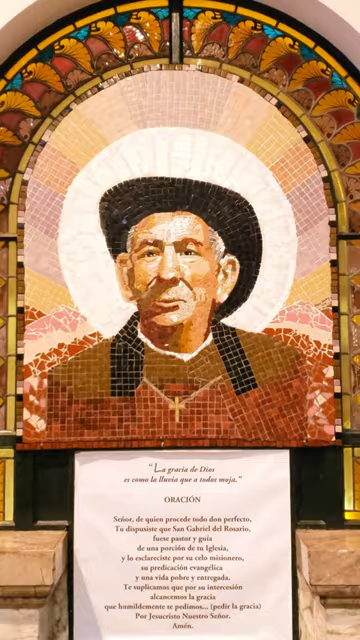 "La gracia de Dios
es como la lluvia que a todos moja."
ORACIÓN
Señor, de quien procede todo don perfecto,
Tu dispusiste que San Gabriel del Rosario,
fuese pastor y guía
de una porción de tu Iglesia,
y lo esclareciste por su celo misionero,
su predicación evangélica
y una vida pobre y entregada.
Te suplicamos que por su intercesión
alcancemos la gracia
que humildemente te pedimos... (pedir la gracia)
Por Jesucristo Nuestro Señor.
Amén.